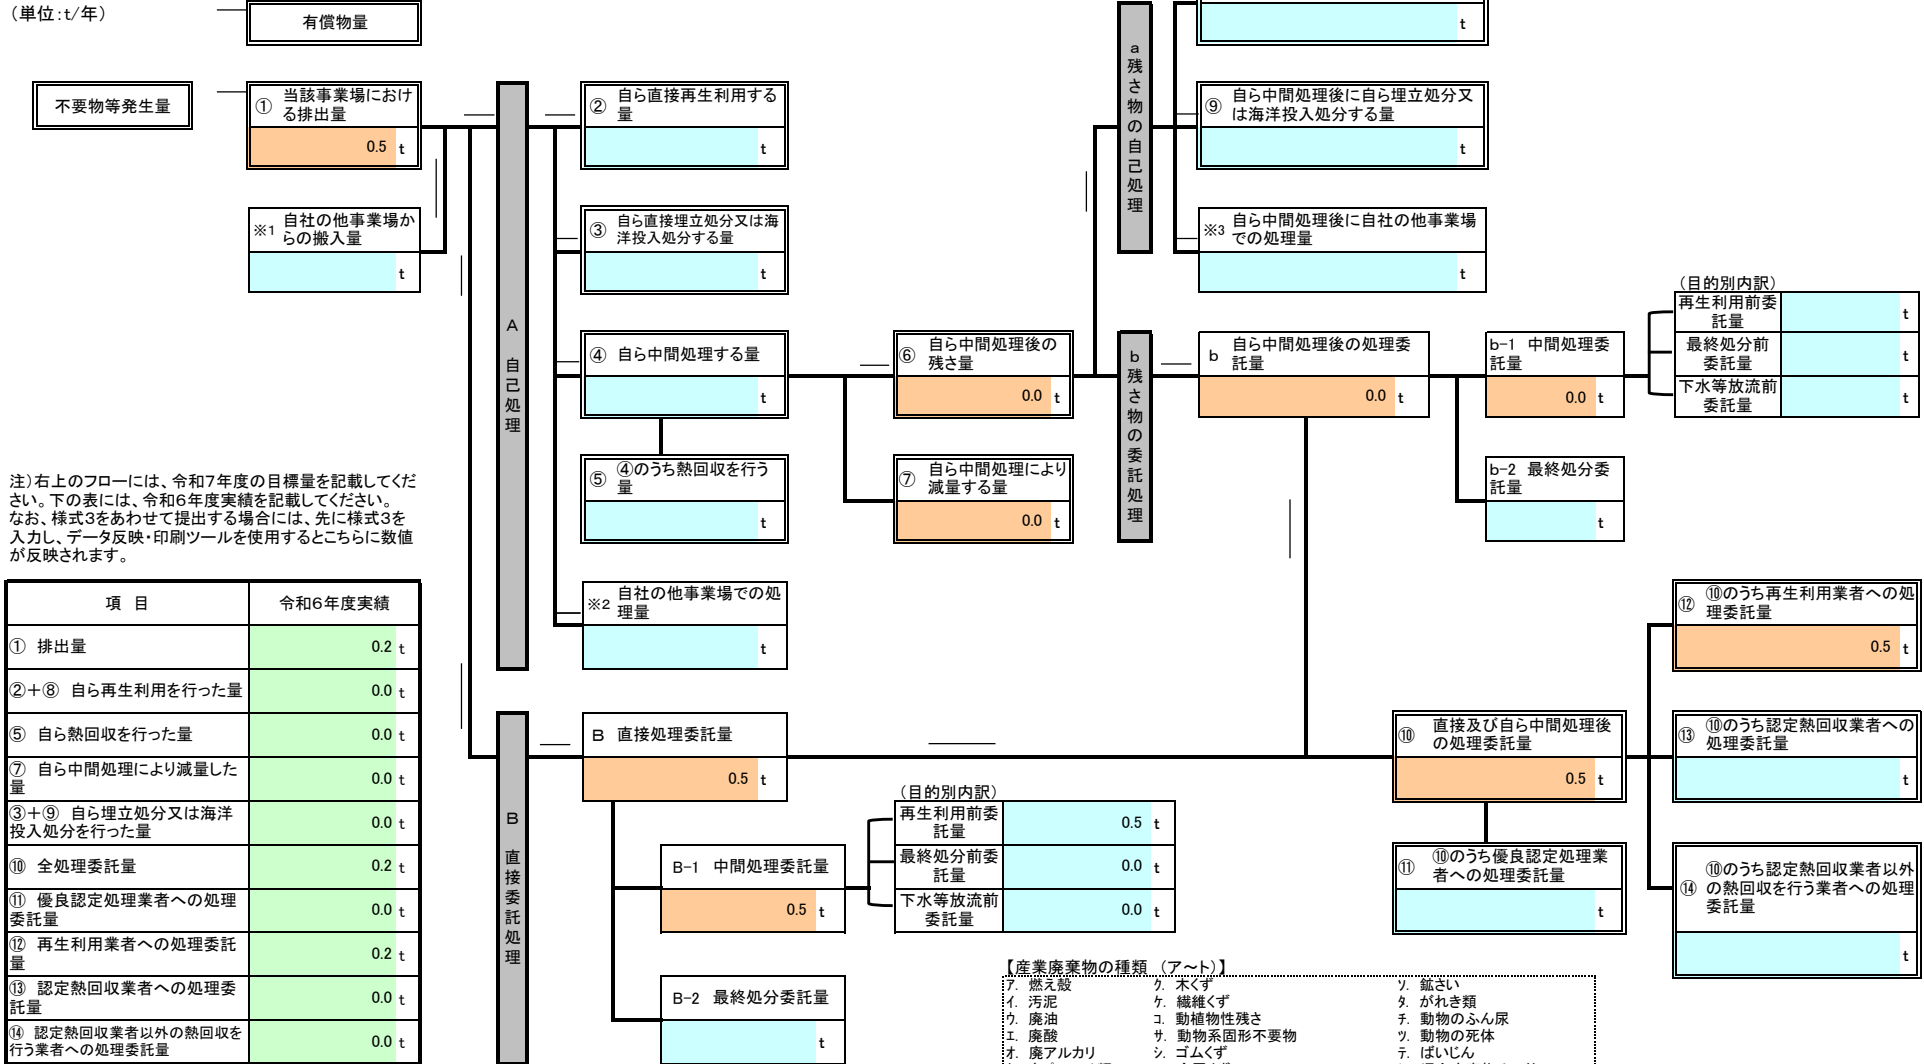 (単位:t/年)
有償物量
t
不要物等発生量
① 当該事業場におけ
る排出量
0.5 t
※1 自社の他事業場か
らの搬入量
t
A 自己処理
② 自ら直接再生利用する
量
t
③ 自ら直接埋立処分又は海
洋投入処分する量
t
④ 自ら中間処理する量
t
⑤ ④のうち熱回収を行う
量
t
※2 自社の他事業場での処
理量
t
⑥ 自ら中間処理後の
残さ量
0.0 t
⑦ 自ら中間処理により
減量する量
0.0 t
a 残さ物の自己処理
⑨ 自ら中間処理後に自ら埋立処分又
は海洋投入処分する量
t
※3 自ら中間処理後に自社の他事業場
での処理量
t
b 残さ物の委託処理
b 自ら中間処理後の処理委
託量
0.0 t
b-1 中間処理委
託量
0.0 t
(目的別内訳)
再生利用前委
託量
t
最終処分前
委託量
t
下水等放流前
委託量
t
b-2 最終処分委
託量
t
注)右上のフローには、令和7年度の目標量を記載してくだ
さい。下の表には、令和6年度実績を記載してください。
なお、様式3をあわせて提出する場合には、先に様式3を
入力し、データ反映・印刷ツールを使用するとこちらに数値
が反映されます。
項 目 令和6年度実績
① 排出量 0.2 t
②+⑧ 自ら再生利用を行った量 0.0 t
⑤ 自ら熱回収を行った量 0.0 t
⑦ 自ら中間処理により減量した
量 0.0 t
③+⑨ 自ら埋立処分又は海洋
投入処分を行った量 0.0 t
⑩ 全処理委託量 0.2 t
⑪ 優良認定処理業者への処理
委託量 0.0 t
⑫ 再生利用業者への処理委託
量 0.2 t
⑬ 認定熱回収業者への処理委
託量 0.0 t
⑭ 認定熱回収業者以外の熱回収を
行う業者への処理委託量 0.0 t
B 直接委託処理
B 直接処理委託量
0.5 t
B-1 中間処理委託量
0.5 t
B-2 最終処分委託量
t
(目的別内訳)
再生利用前委
託量
0.5 t
最終処分前委
託量
0.0 t
下水等放流前
委託量
0.0 t
⑩ 直接及び自ら中間処理後
の処理委託量
0.5 t
⑪ ⑩のうち優良認定処理業
者への処理委託量
t
⑫ ⑩のうち再生利用業者への処
理委託量
0.5 t
⑬ ⑩のうち認定熱回収業者への
処理委託量
t
⑭ ⑩のうち認定熱回収業者以外
の熱回収を行う業者への処理
委託量
t
【産業廃棄物の種類 (ア~ト)】
ア. 燃え殻 ク. 木くず ソ. 鉱さい
イ. 汚泥 ケ. 繊維くず タ. がれき類
ウ. 廃油 コ. 動植物性残さ チ. 動物のふん尿
エ. 廃酸 サ. 動物系固形不要物 ツ. 動物の死体
オ. 廃アルカリ シ. ゴムくず テ. ばいじん